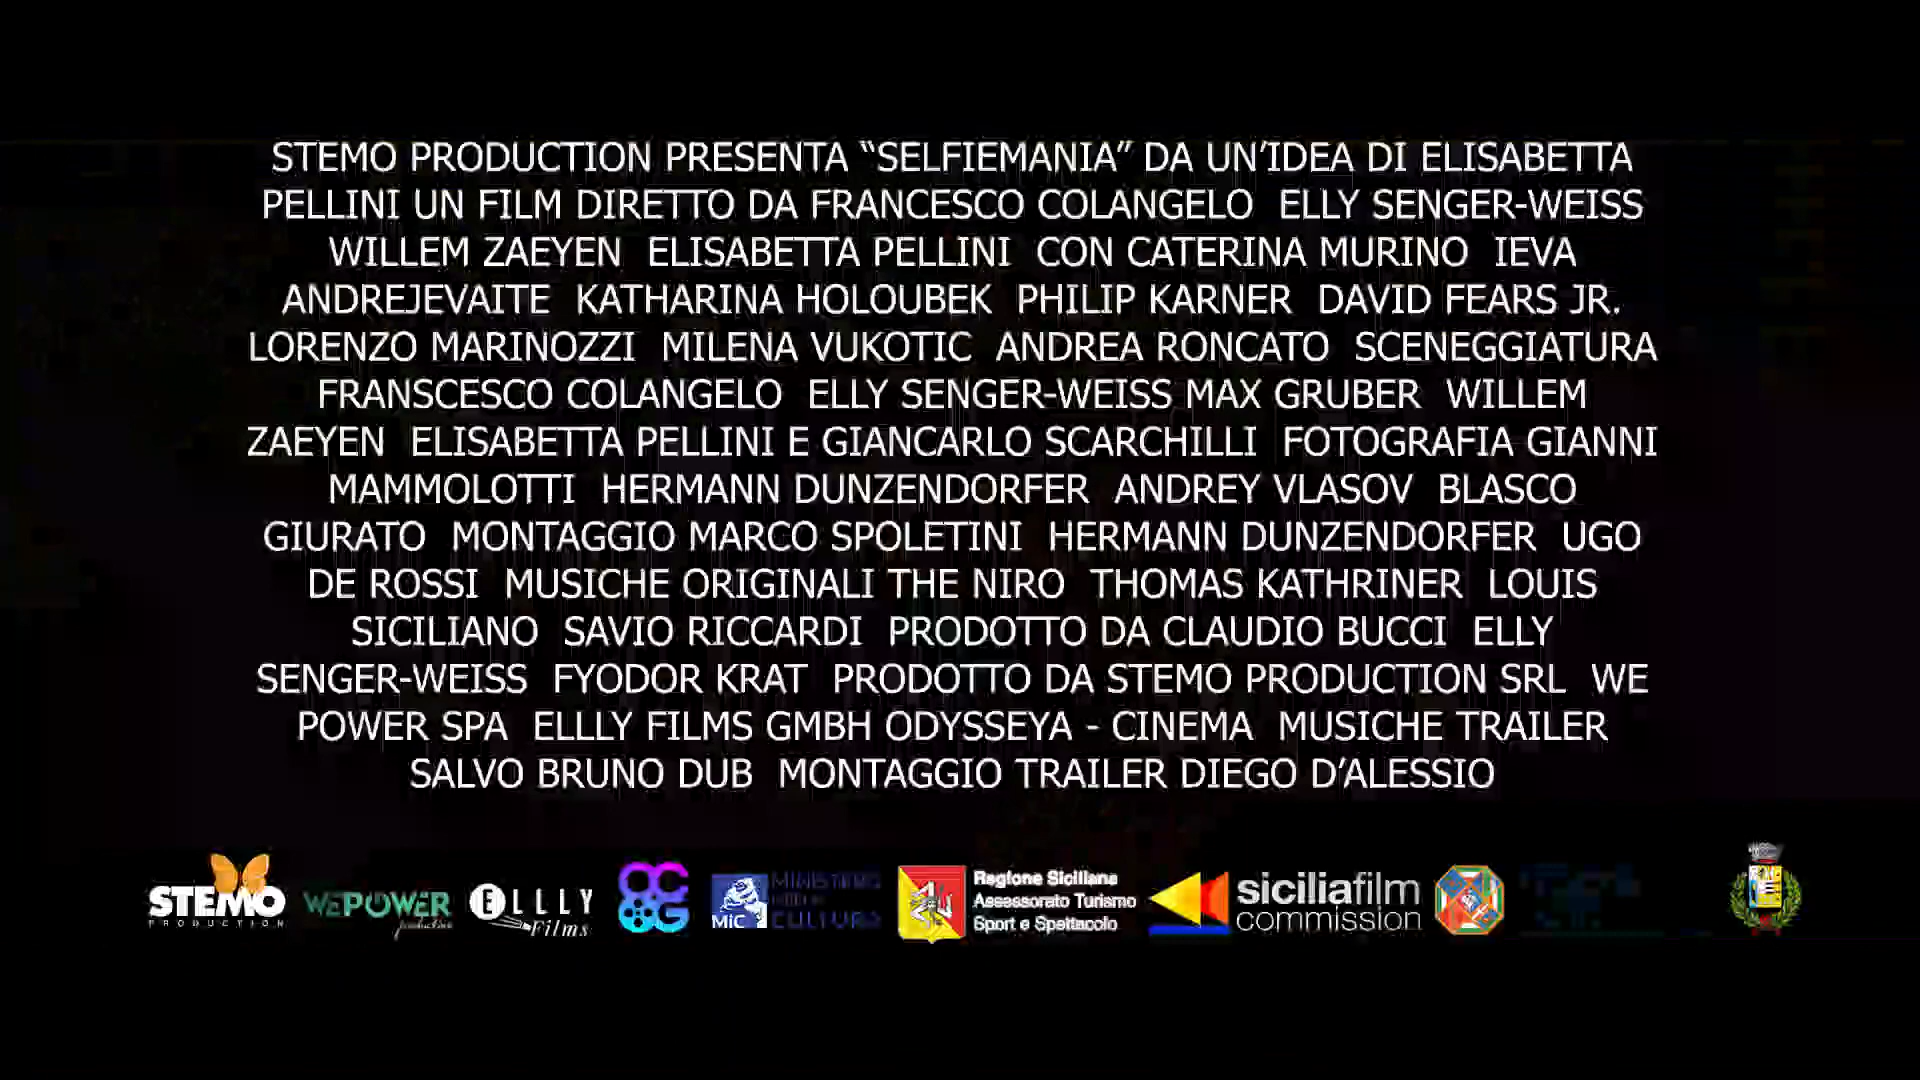 STEMO PRODUCTION PRESENTA “SELFIEMANIA” DA UN’IDEA DI ELISABETTA
PELLINI UN FILM DIRETTO DA FRANCESCO COLANGELO ELLY SENGER-WEISS
WILLEM ZAEYEN ELISABETTA PELLINI CON CATERINA MURINO IEVA
ANDREJEVAITE KATHARINA HOLOUBEK PHILIP KARNER DAVID FEARS JR.
LORENZO MARINOZZI MILENA VUKOTIC ANDREA RONCATO SCENEGGIATURA
FRANSCESCO COLANGELO ELLY SENGER-WEISS MAX GRUBER WILLEM
ZAEYEN ELISABETTA PELLINI E GIANCARLO SCARCHILLI FOTOGRAFIA GIANNI
MAMMOLOTTI HERMANN DUNZENDORFER ANDREY VLASOV BLASCO
GIURATO MONTAGGIO MARCO SPOLETINI HERMANN DUNZENDORFER UGO
DE ROSSI MUSICHE ORIGINALI THE NIRO THOMAS KATHRINER LOUIS
SICILIANO SAVIO RICCARDI PRODOTTO DA CLAUDIO BUCCI ELLY
SENGER-WEISS FYODOR KRAT PRODOTTO DA STEMO PRODUCTION SRL WE
POWER SPA ELLLY FILMS GMBH ODYSSEYA - CINEMA MUSICHE TRAILER
SALVO BRUNO DUB MONTAGGIO TRAILER DIEGO D’ALESSIO
STEMO
PRODUCTION
WEPOWER
production
ELLLY
Films
MiC
MINISTERO
CULTURA
Regione Siciliana
Assessorato Turismo
Sport e Spettacolo
siciliafilm
commission